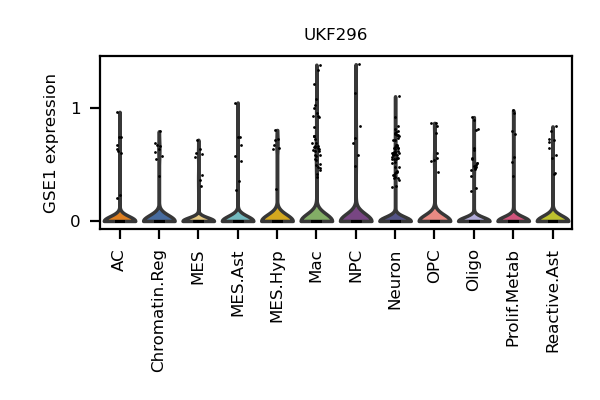 UKF296
GSE1 expression
1
0
AC
Chromatin.Reg
MES
MES.Ast
MES.Hyp
Mac
NPC
Neuron
OPC
Oligo
Prolif.Metab
Reactive.Ast